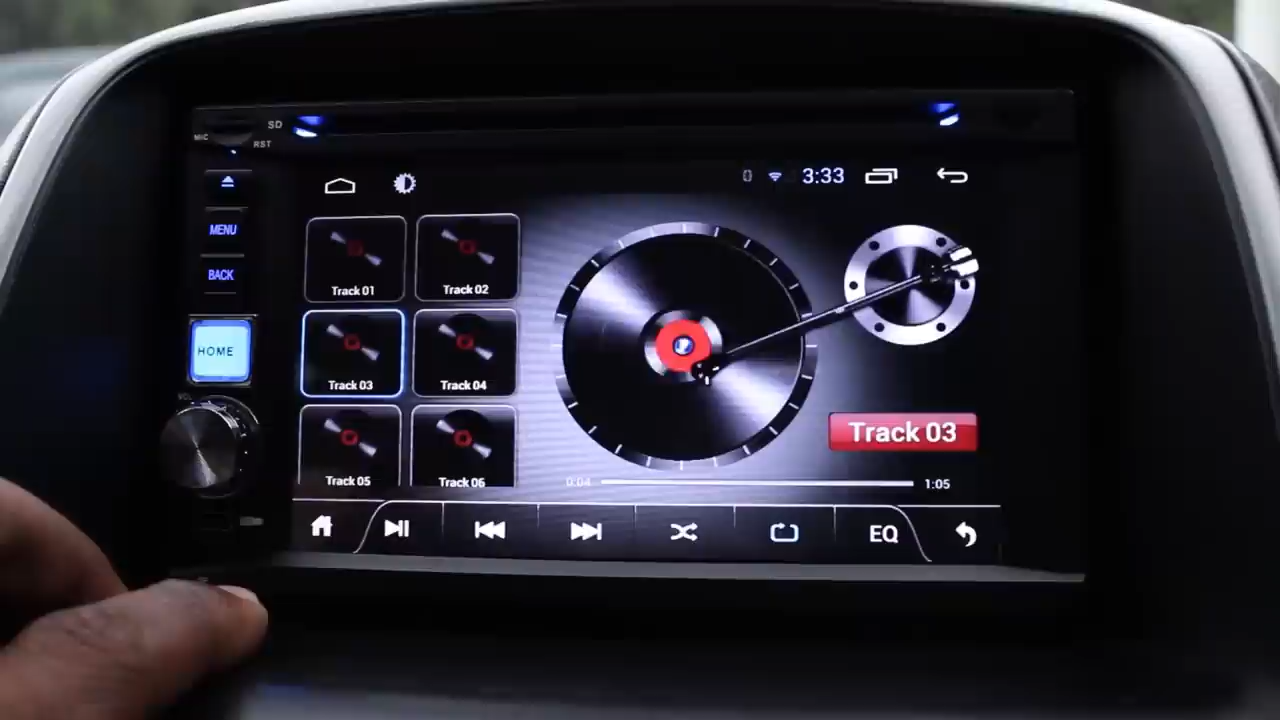 SD
MIC
RST
3:33
MENU
BACK
HOME
Track 01
Track 02
Track 03
Track 04
Track 05
Track 06
Track 03
0:04
1:05
EQ